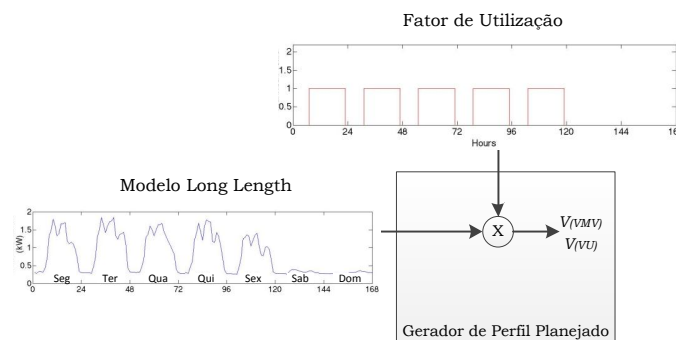 Fator de Utilização
2
1.5
1
0.5
0
0 24 48 72 96 120 144 16
Hours
Modelo Long Length
2
1.5
1
0.5
0
(kW)
Seg Ter Qua Qui Sex Sab Dom
0 24 48 72 96 120 144 168
X
V(VMV)
V(VU)
Gerador de Perfil Planejado